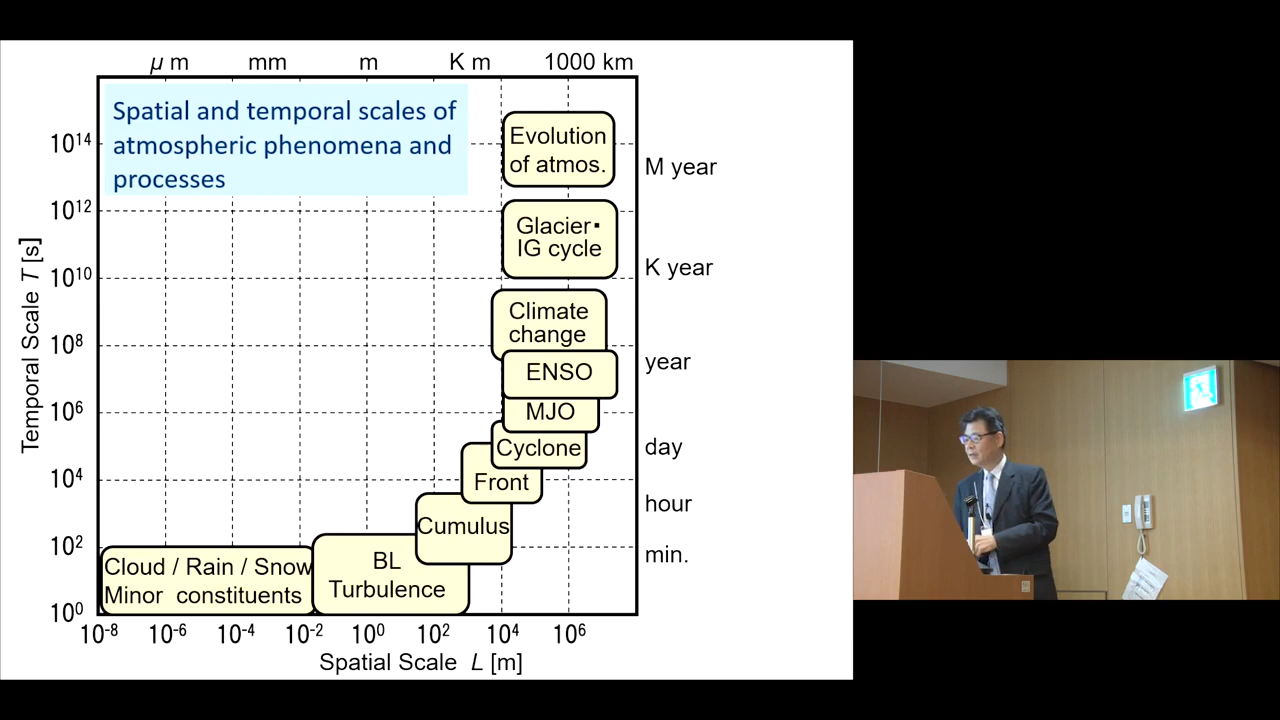 μ m mm m K m 1000 km
Spatial and temporal scales of
atmospheric phenomena and
processes
Evolution
of atmos.
Glacier▪
IG cycle
Climate
change
ENSO
MJO
Cyclone
Front
Cumulus
BL
Turbulence
Cloud / Rain / Snow
Minor constituents
M year
K year
year
day
hour
min.
Temporal Scale T [s]
10¹⁴
10¹²
10¹⁰
10⁸
10⁶
10⁴
10²
10⁰
10⁻⁸ 10⁻⁶ 10⁻⁴ 10⁻² 10⁰ 10² 10⁴ 10⁶
Spatial Scale L [m]